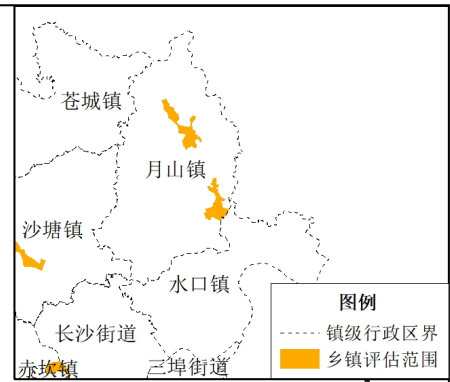 苍城镇
月山镇
沙塘镇
水口镇
图例
长沙街道
镇级行政区界
乡镇评估范围
赤坎镇
三埠街道